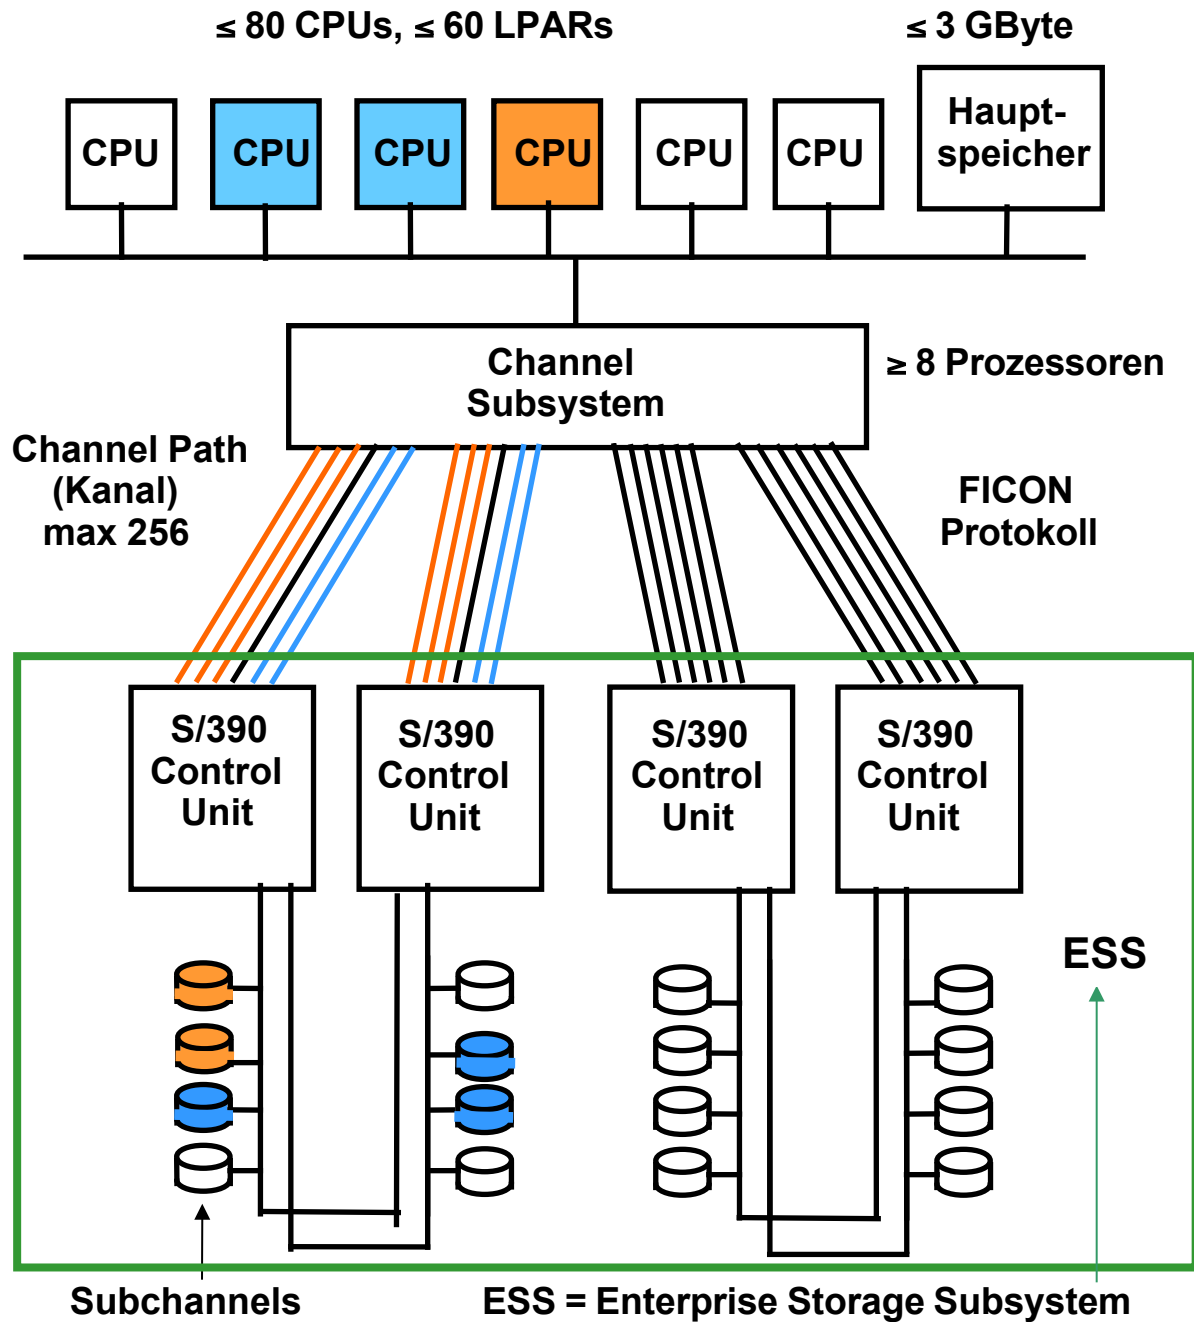 ≤ 80 CPUs, ≤ 60 LPARs
≤ 3 GByte
CPU
CPU
CPU
CPU
CPU
CPU
Haupt-
speicher
Channel
Subsystem
≥ 8 Prozessoren
Channel Path
(Kanal)
max 256
FICON
Protokoll
S/390
Control
Unit
S/390
Control
Unit
S/390
Control
Unit
S/390
Control
Unit
ESS
Subchannels
ESS = Enterprise Storage Subsystem